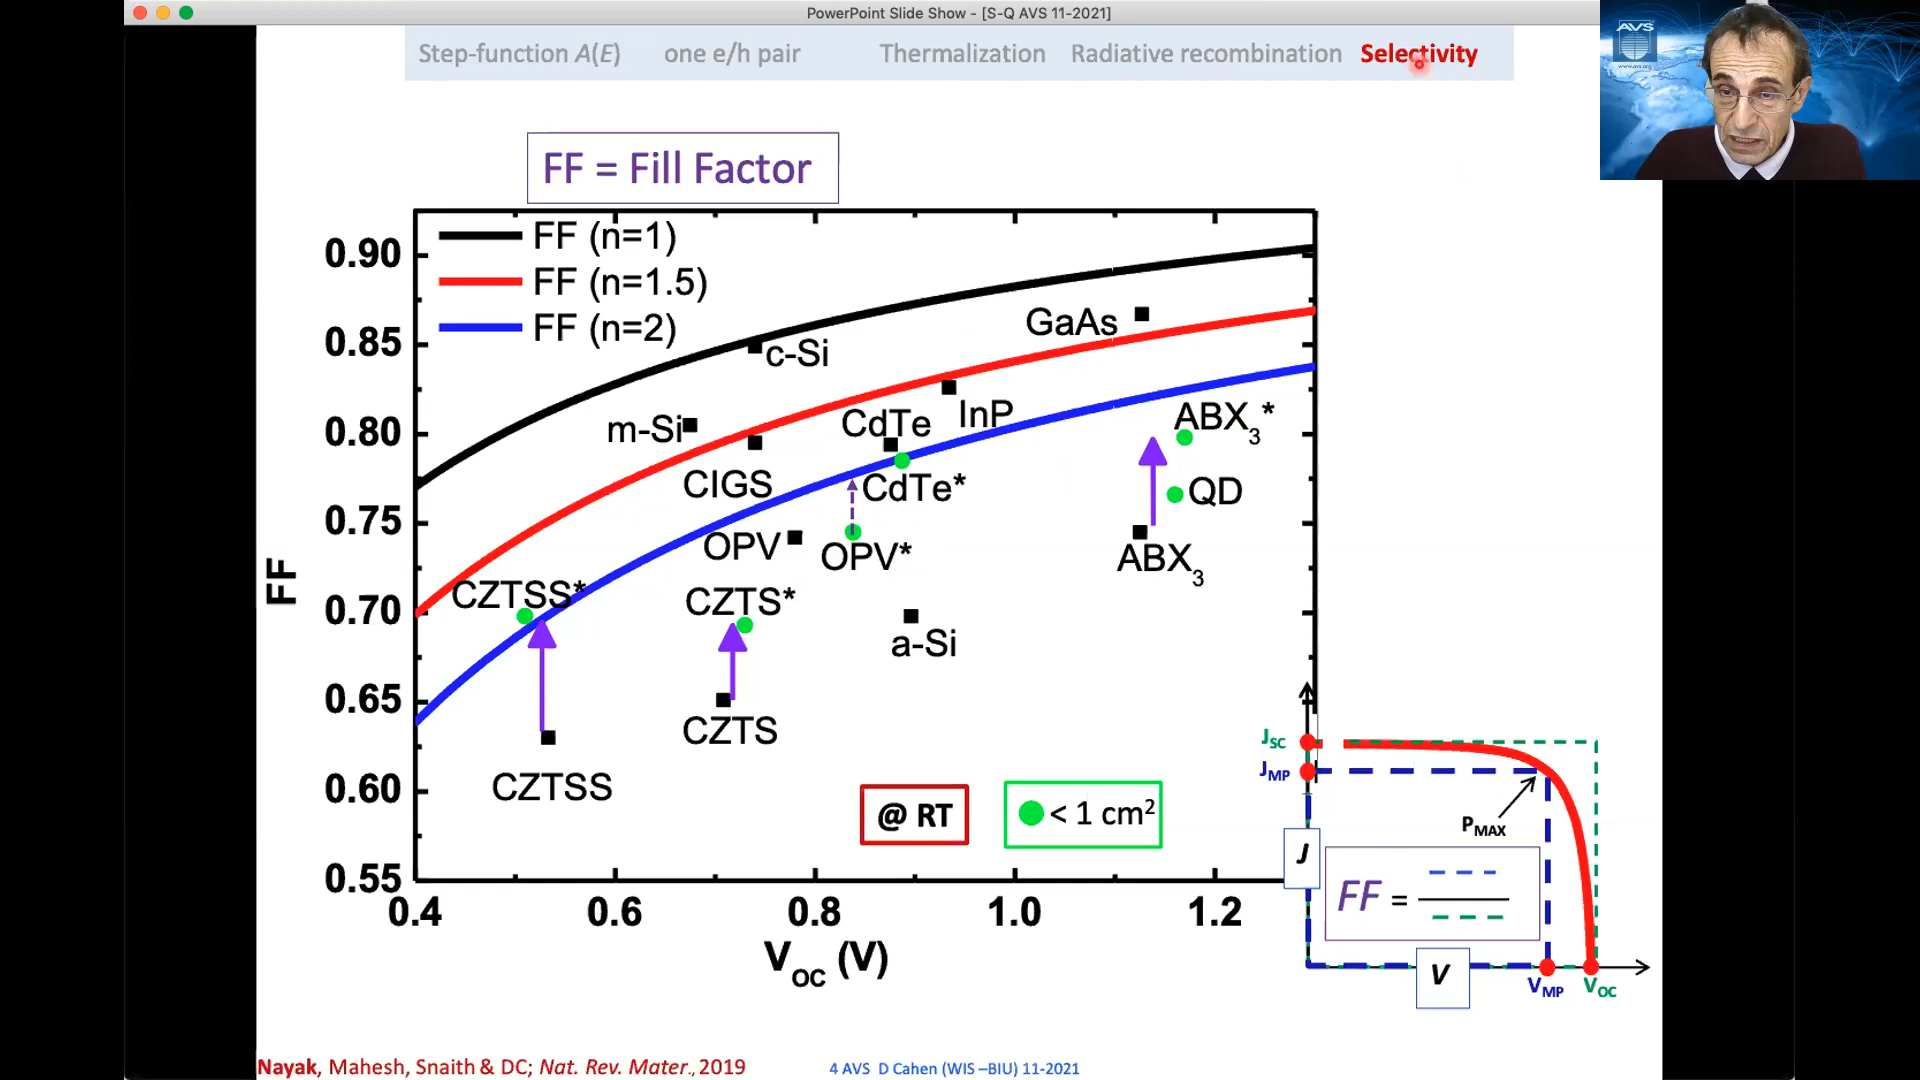 PowerPoint Slide Show - [S-Q AVS 11-2021]
Step-function A(E) one e/h pair Thermalization Radiative recombination Selectivity
AVS
www.avs.org
FF = Fill Factor
FF (n=1)
FF (n=1.5)
FF (n=2)
0.90
0.85
0.80
0.75
0.70
0.65
0.60
0.55
FF
GaAs
c-Si
m-Si
CdTe
InP
ABX3*
CIGS
CdTe*
QD
OPV
OPV*
ABX3
CZTSS*
CZTS*
a-Si
CZTS
CZTSS
@ RT
< 1 cm²
0.4 0.6 0.8 1.0 1.2
VOC (V)
JSC
JMP
PMAX
J
FF =
V
VMP VOC
Nayak, Mahesh, Snaith & DC; Nat. Rev. Mater., 2019
4 AVS D Cahen (WIS –BIU) 11-2021